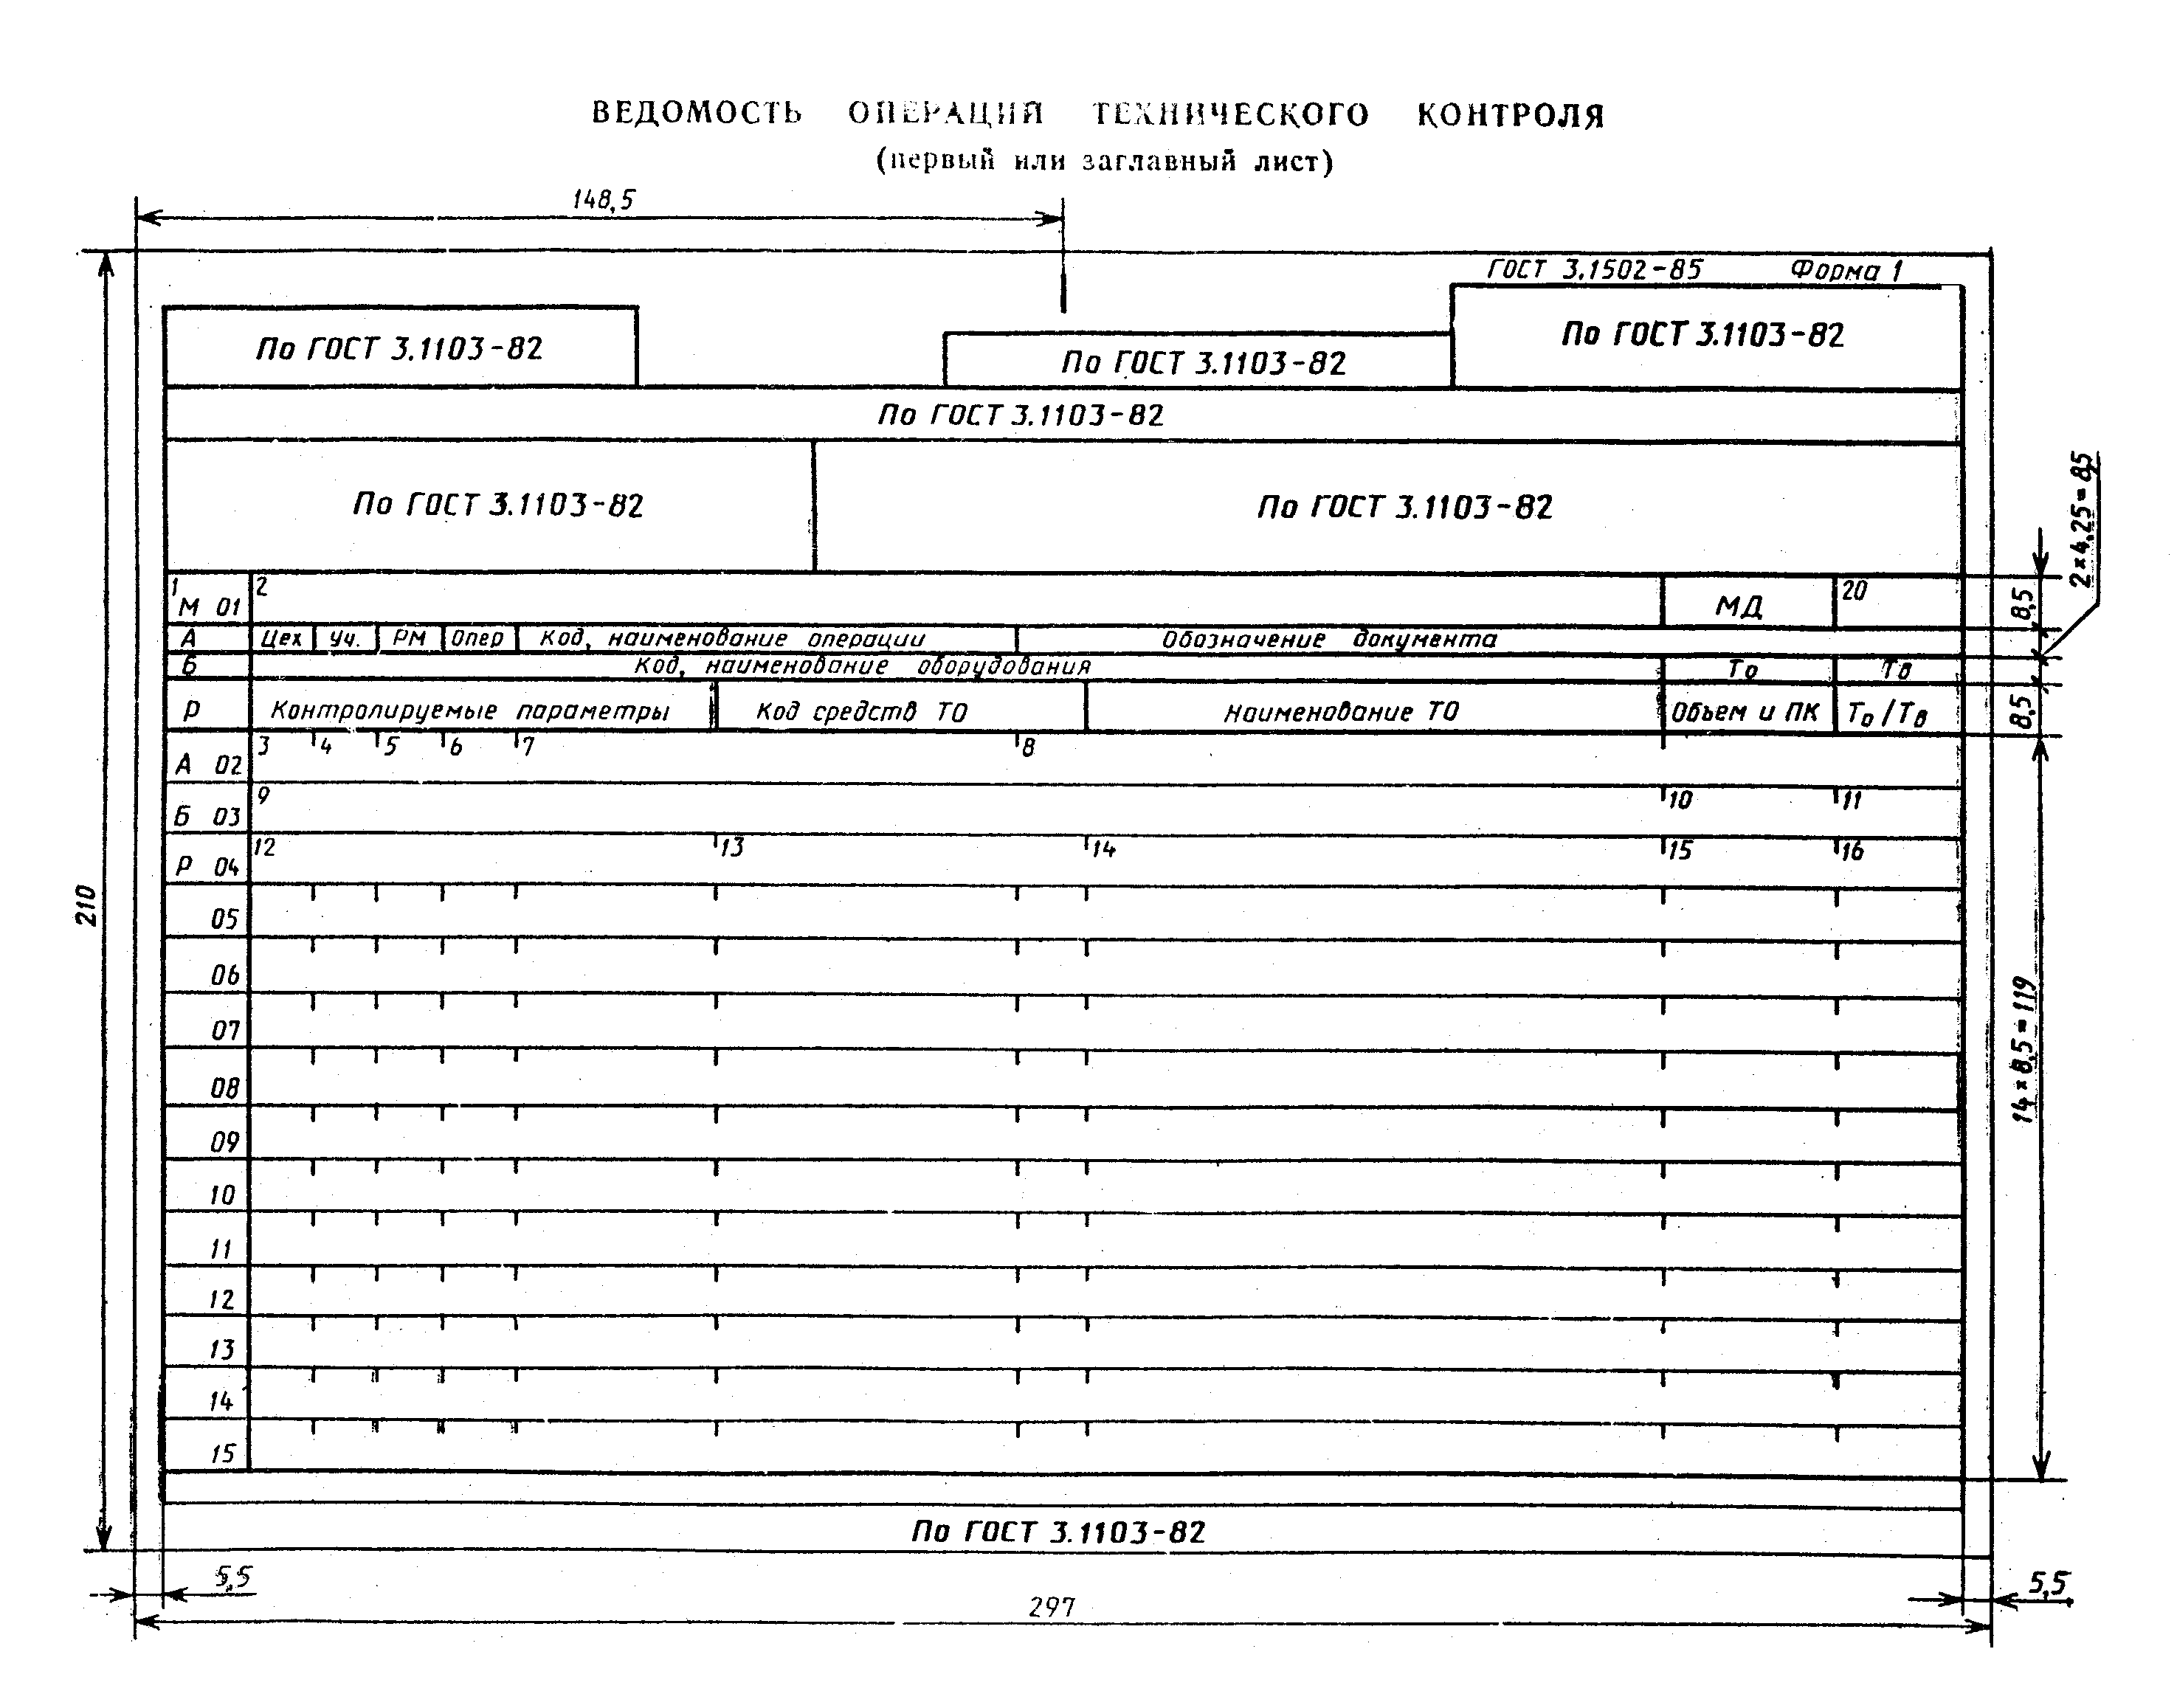 ВЕДОМОСТЬ ОПЕРАЦИЙ ТЕХНИЧЕСКОГО КОНТРОЛЯ
(первый или заглавный лист)
148,5
ГОСТ 3.1502-85 Форма 1
По ГОСТ 3.1103-82
По ГОСТ 3.1103-82
По ГОСТ 3.1103-82
По ГОСТ 3.1103-82
По ГОСТ 3.1103-82
По ГОСТ 3.1103-82
2×4,25=8,5
1 2 20
М 01 МД
8,5
А Цех Уч. РМ Опер Код, наименование операции Обозначение документа
Б Код, наименование оборудования То Тв
Р Контролируемые параметры Код средств ТО Наименование ТО Объем и ПК То/Тв
8,5
3 4 5 6 7 8
А 02
9 10 11
Б 03
12 13 14 15 16
Р 04
05
06
07
08
09
10
11
12
13
14
15
210
14×8,5=119
По ГОСТ 3.1103-82
5,5
5,5
297